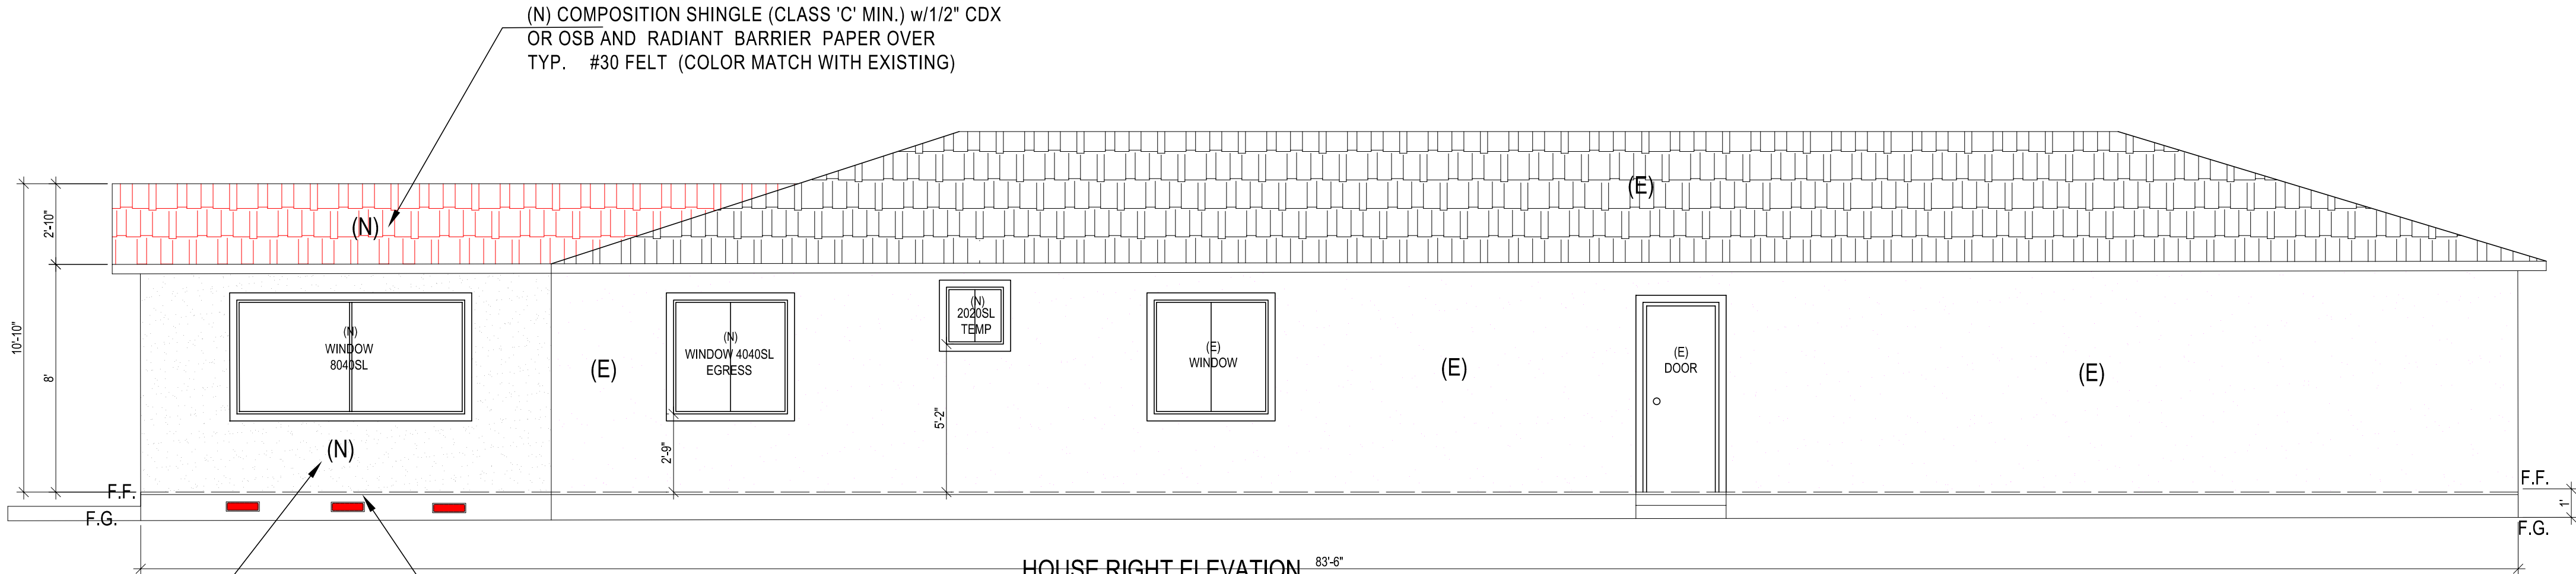 (N) COMPOSITION SHINGLE (CLASS 'C' MIN.) w/1/2" CDX
OR OSB AND RADIANT BARRIER PAPER OVER
TYP. #30 FELT (COLOR MATCH WITH EXISTING)
(E)
(N)
2'-10"
10'-10"
8'
(N)
WINDOW
8040SL
(N)
(E)
(N)
WINDOW 4040SL
EGRESS
2'-9"
(N)
2020SL
TEMP
5'-2"
(E)
WINDOW
(E)
(E)
DOOR
(E)
F.F.
F.G.
F.F.
1'
F.G.
HOUSE RIGHT ELEVATION
83'-6"